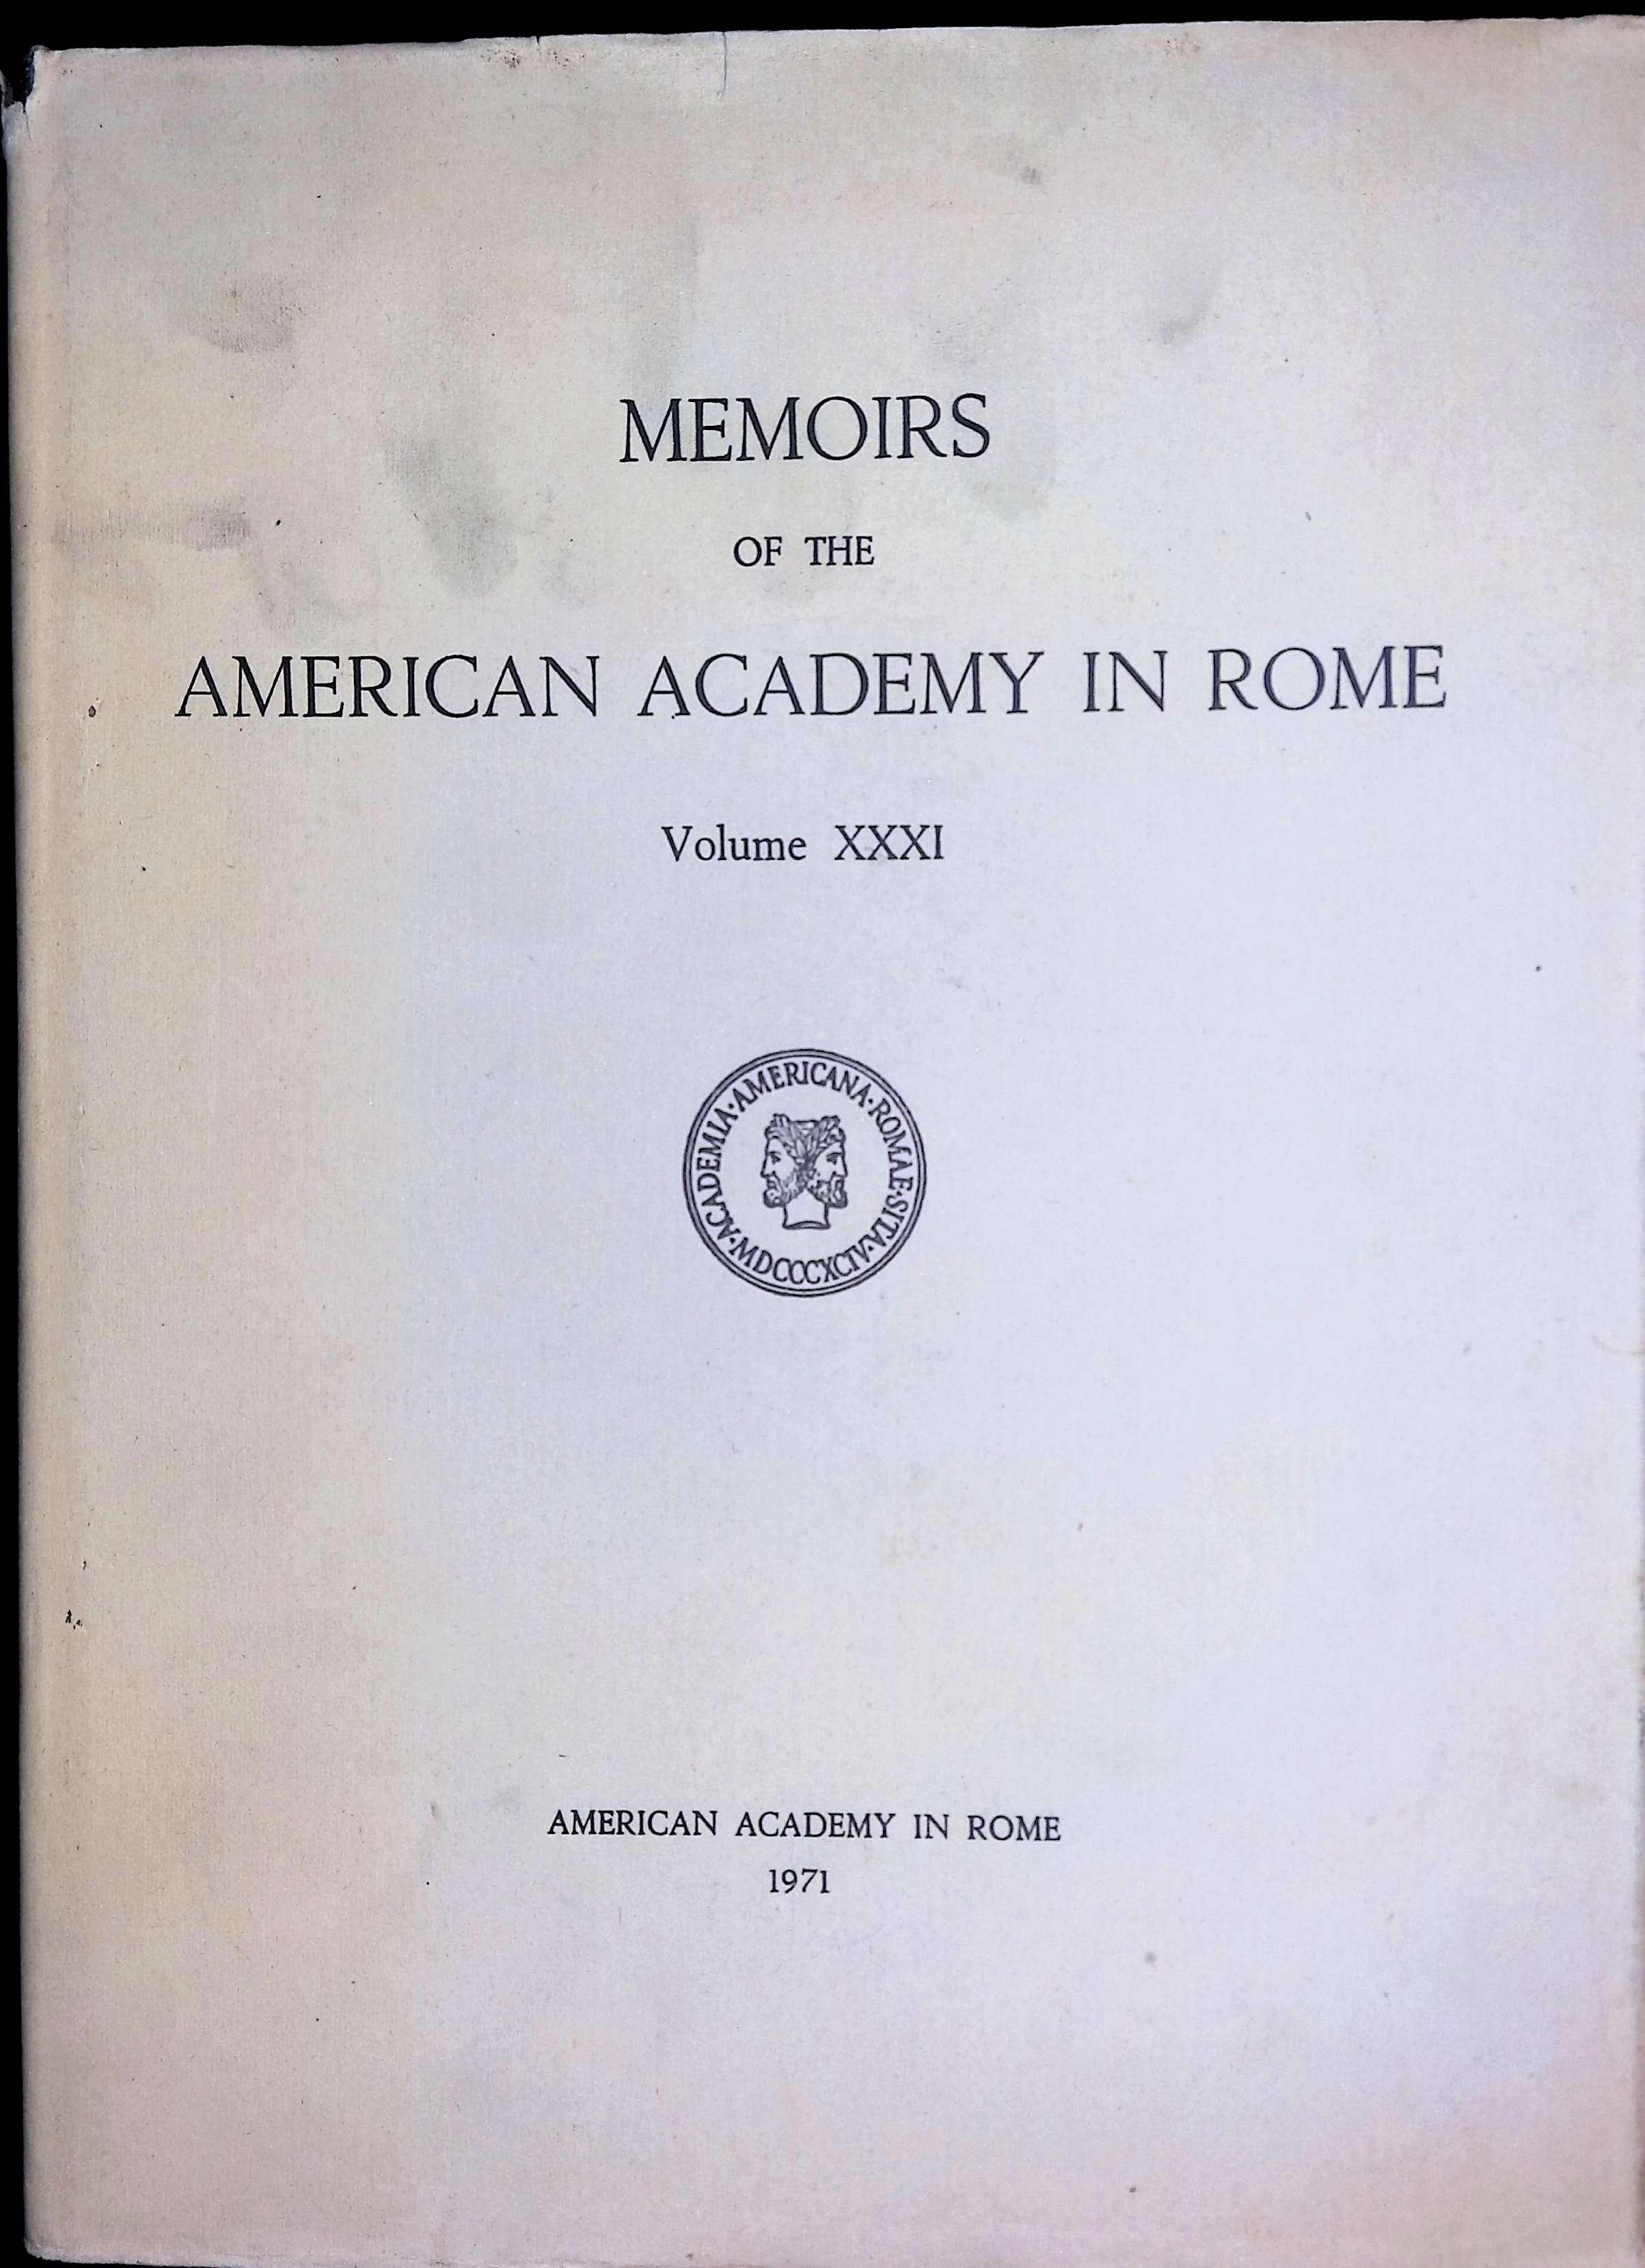 MEMOIRS
OF THE
AMERICAN ACADEMY IN ROME
Volume XXXI
ACADEMIA·AMERICANA·ROMAE·SITA·MDCCCXCIV·
AMERICAN ACADEMY IN ROME
1971